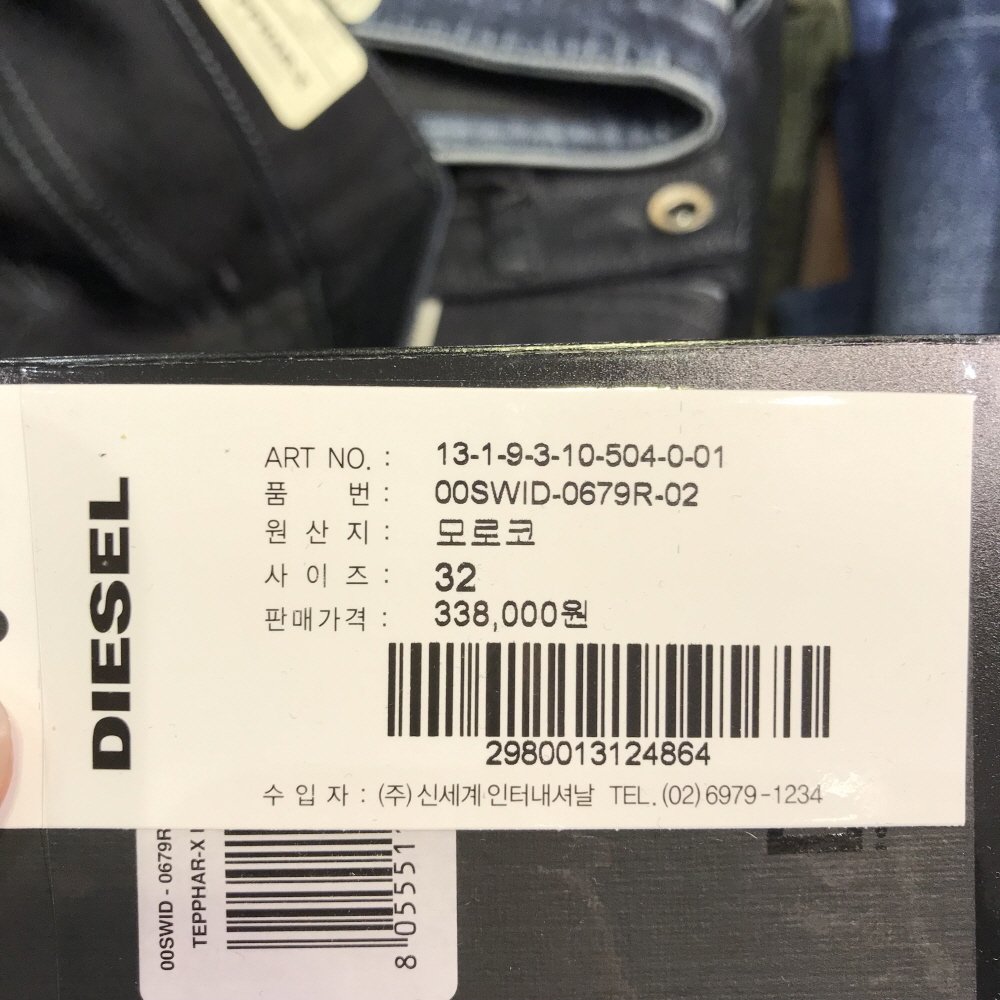 DIESEL
ART NO. : 13-1-9-3-10-504-0-01
품 번 : 00SWID-0679R-02
원 산 지 : 모로코
사 이 즈 : 32
판매가격 : 338,000원
2980013124864
수 입 자 : (주)신세계인터내셔날 TEL.(02)6979-1234
00SWID - 0679R
TEPPHAR-X
8 05551